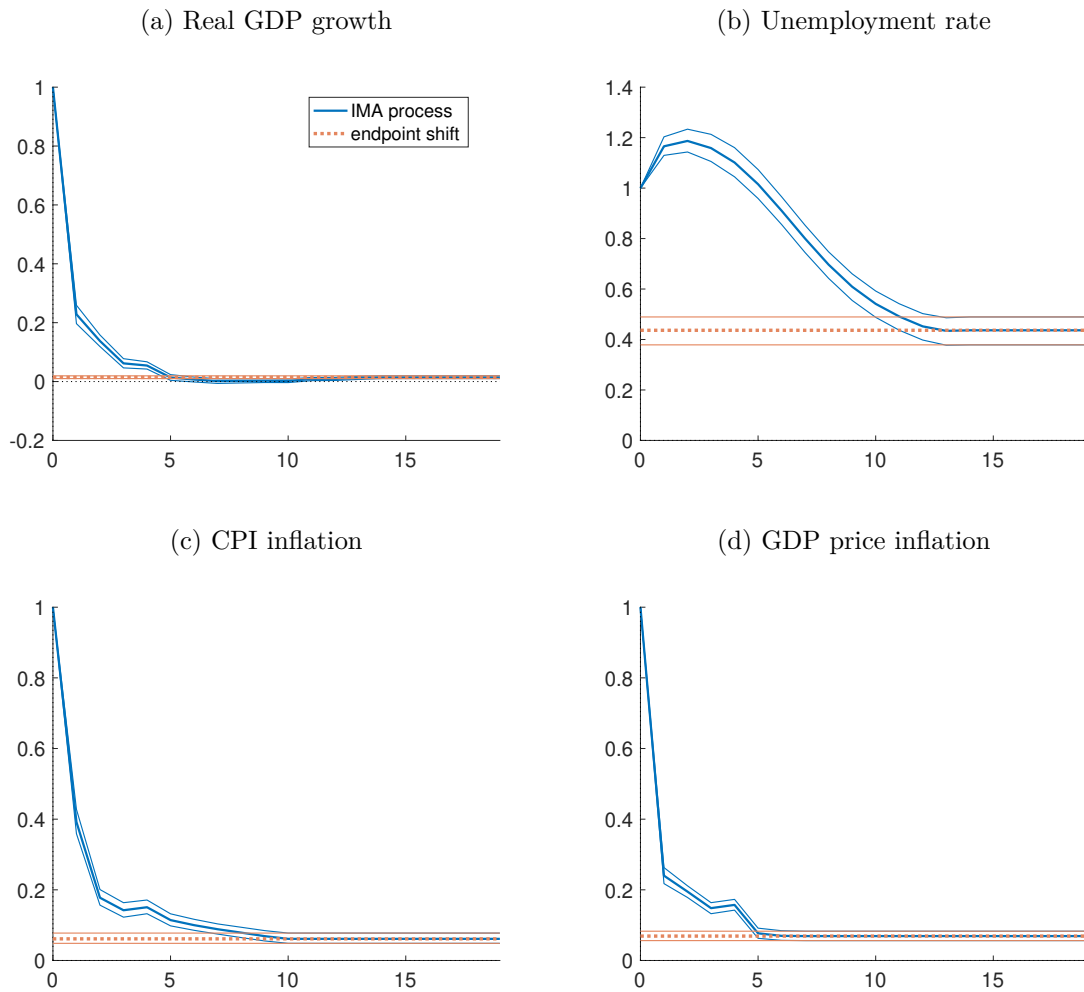 (a) Real GDP growth
1
0.8
0.6
0.4
0.2
0
-0.2
0 5 10 15
IMA process
endpoint shift
(b) Unemployment rate
1.4
1.2
1
0.8
0.6
0.4
0.2
0
0 5 10 15
(c) CPI inflation
1
0.8
0.6
0.4
0.2
0
0 5 10 15
(d) GDP price inflation
1
0.8
0.6
0.4
0.2
0
0 5 10 15